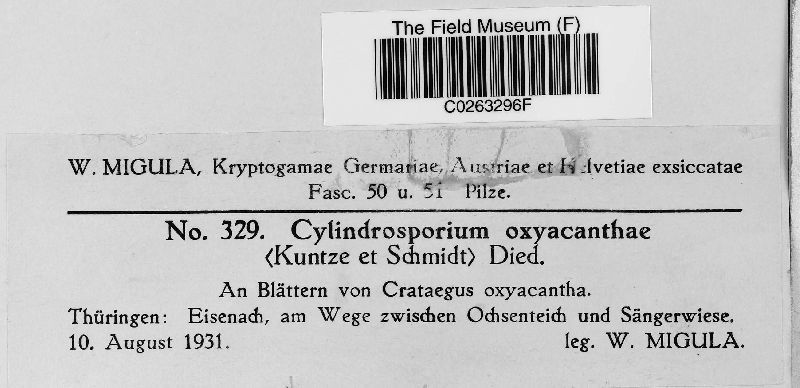 The Field Museum (F)
C0263296F
W. MIGULA, Kryptogamae Germaniae, Austriae et Helvetiae exsiccatae
Fasc. 50 u. 51 Pilze.
No. 329. Cylindrosporium oxyacanthae
⟨Kuntze et Schmidt⟩ Died.
An Blättern von Crataegus oxyacantha.
Thüringen: Eisenach, am Wege zwischen Ochsenteich und Sängerwiese.
10. August 1931. leg. W. MIGULA.